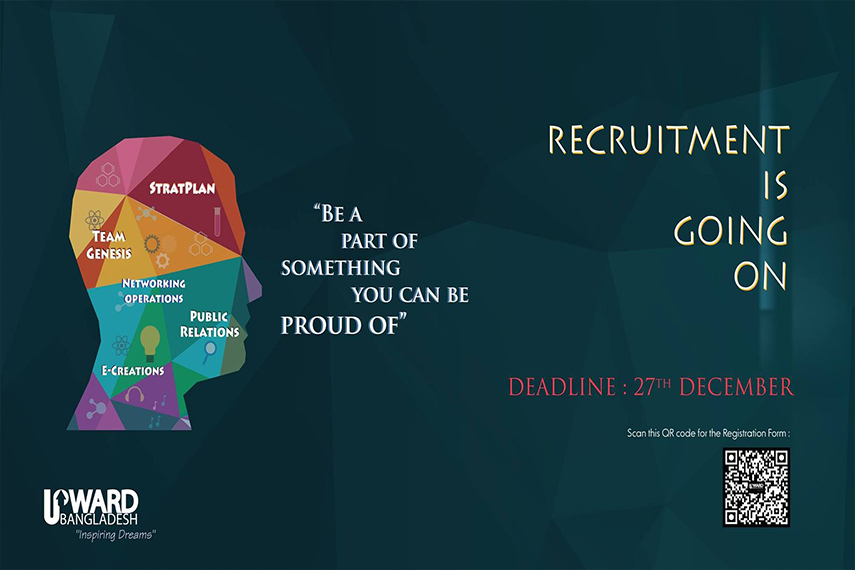 STRATPLAN
TEAM
GENESIS
NETWORKING
OPERATIONS
PUBLIC
RELATIONS
E-CREATIONS
"BE A
PART OF
SOMETHING
YOU CAN BE
PROUD OF"
RECRUITMENT
IS
GOING
ON
DEADLINE : 27TH DECEMBER
Scan this QR code for the Registration Form :
UPWARD
BANGLADESH
"Inspiring Dreams"